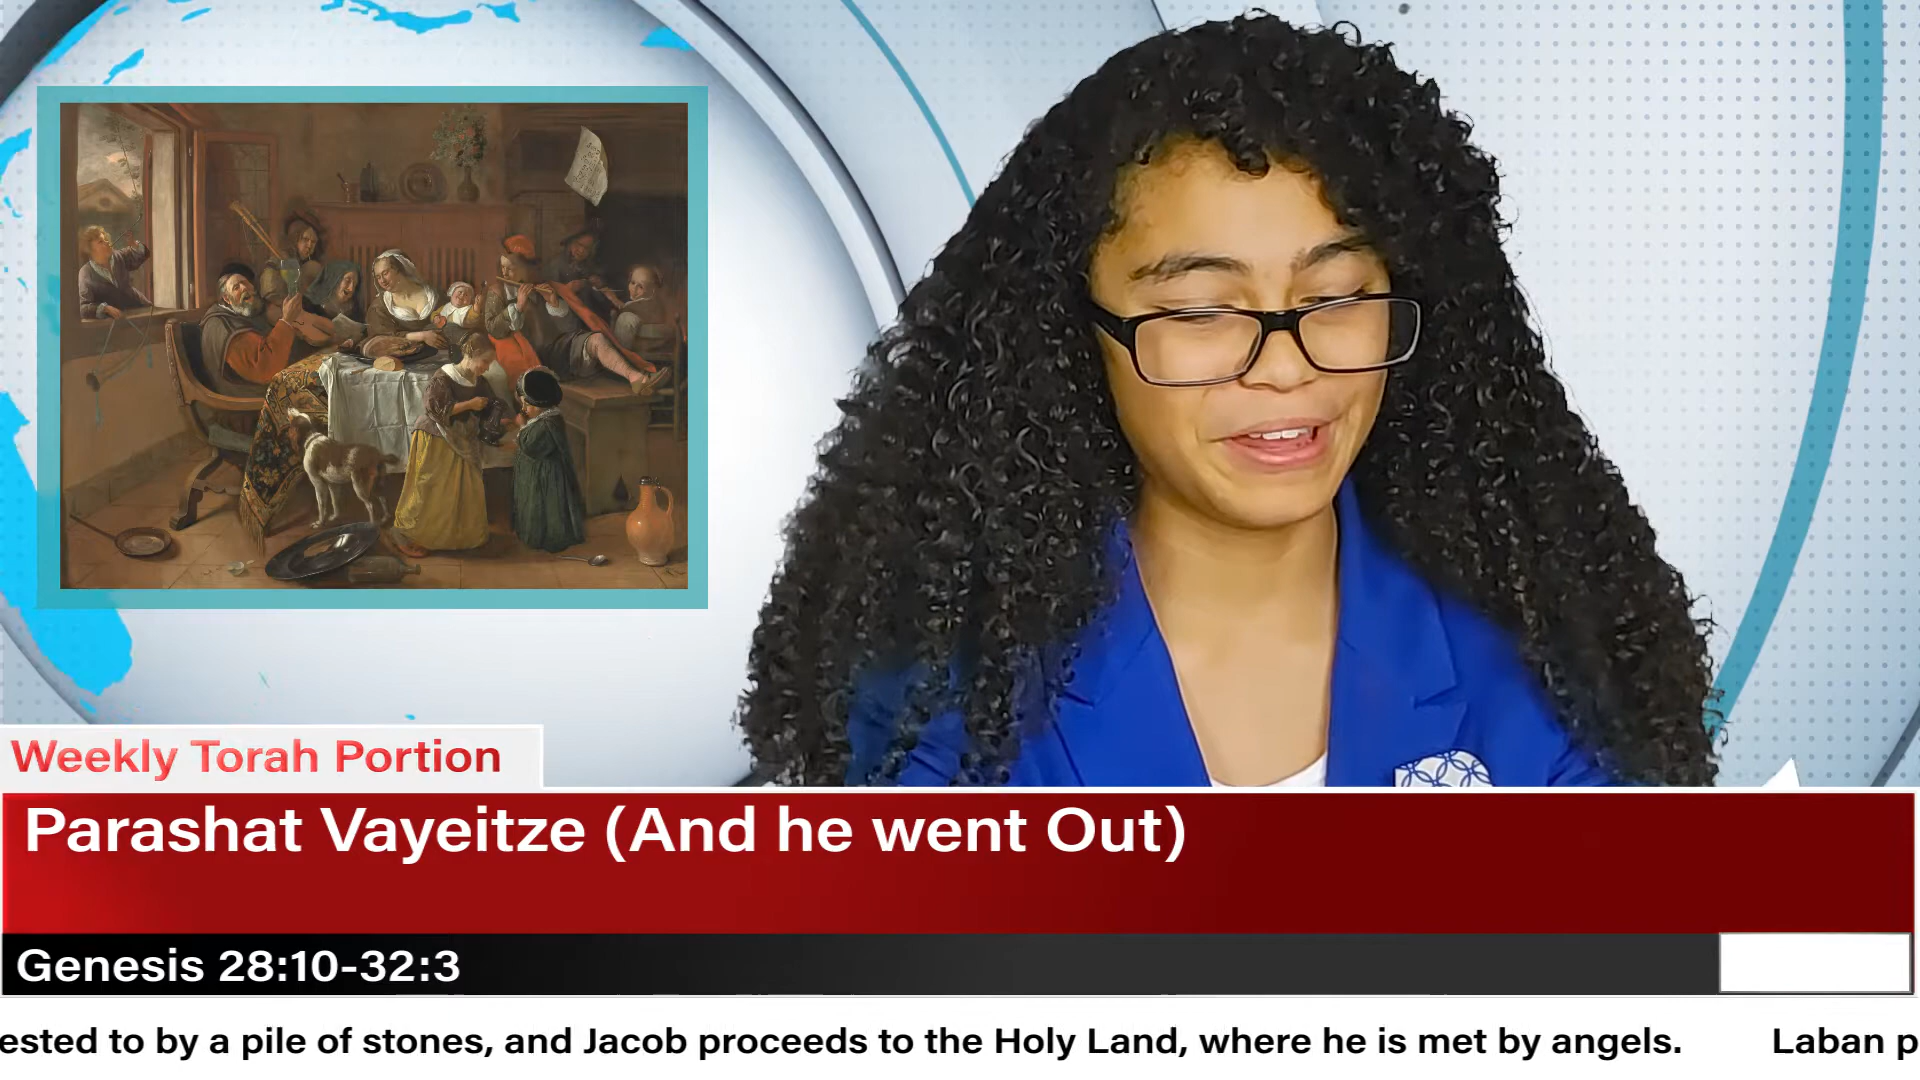 Weekly Torah Portion
Parashat Vayeitze (And he went Out)
Genesis 28:10-32:3
ested to by a pile of stones, and Jacob proceeds to the Holy Land, where he is met by angels. Laban p